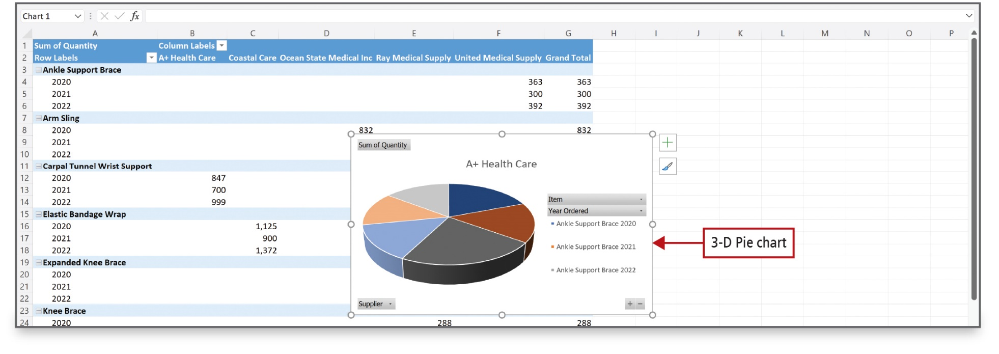 Chart 1 fx
A B C D E F G H I J K L M N O P
1 Sum of Quantity Column Labels
2 Row Labels A+ Health Care Coastal Care Ocean State Medical Inc Ray Medical Supply United Medical Supply Grand Total
3 Ankle Support Brace
4 2020 363 363
5 2021 300 300
6 2022 392 392
7 Arm Sling
8 2020 832 832
9 2021
10 2022
11 Carpal Tunnel Wrist Support
12 2020 847
13 2021 700
14 2022 999
15 Elastic Bandage Wrap
16 2020 1,125
17 2021 900
18 2022 1,372
19 Expanded Knee Brace
20 2020
21 2021
22 2022
23 Knee Brace
24 2020 288 288
Sum of Quantity
A+ Health Care
Item
Year Ordered
Ankle Support Brace 2020
Ankle Support Brace 2021
Ankle Support Brace 2022
Supplier
3-D Pie chart